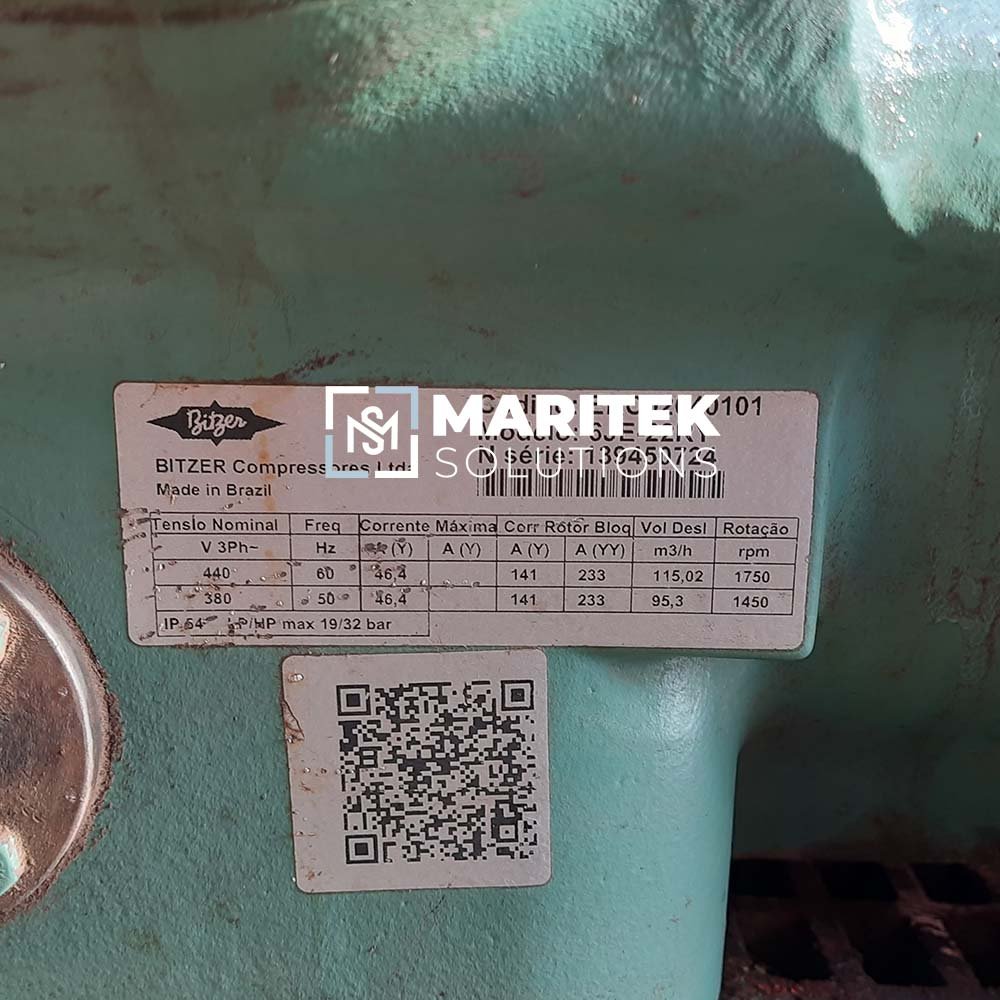 MARITEK
SOLUTIONS
Bitzer
BITZER Compressores Ltda
Made in Brazil
N série:
Tensio Nominal Freq Corrente Máxima Corr Rotor Bloq Vol Desl Rotação
V 3Ph~ Hz (Y) A (Y) A (Y) A (YY) m3/h rpm
440 60 46,4 141 233 115,02 1750
380 50 46,4 141 233 95,3 1450
IP 54 P/HP max 19/32 bar